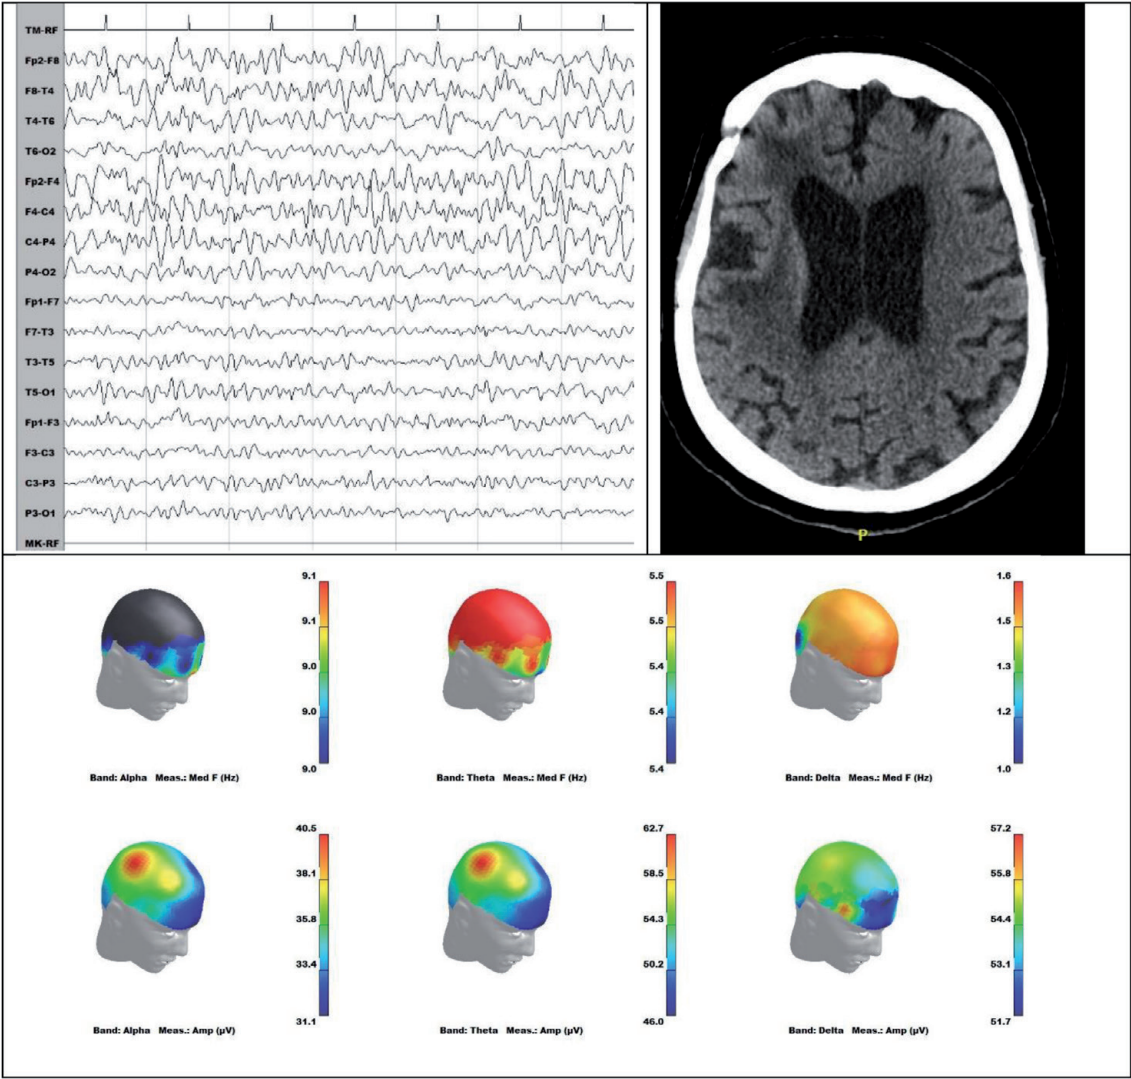 TM-RF
Fp2-F8
F8-T4
T4-T6
T6-O2
Fp2-F4
F4-C4
C4-P4
P4-O2
Fp1-F7
F7-T3
T3-T5
T5-O1
Fp1-F3
F3-C3
C3-P3
P3-O1
MK-RF
P
9.1
9.1
9.0
9.0
9.0
Band: Alpha Meas.: Med F (Hz)
5.5
5.5
5.4
5.4
5.4
Band: Theta Meas.: Med F (Hz)
1.6
1.5
1.3
1.2
1.0
Band: Delta Meas.: Med F (Hz)
40.5
38.1
35.8
33.4
31.1
Band: Alpha Meas.: Amp (µV)
62.7
58.5
54.3
50.2
46.0
Band: Theta Meas.: Amp (µV)
57.2
55.8
54.4
53.1
51.7
Band: Delta Meas.: Amp (µV)